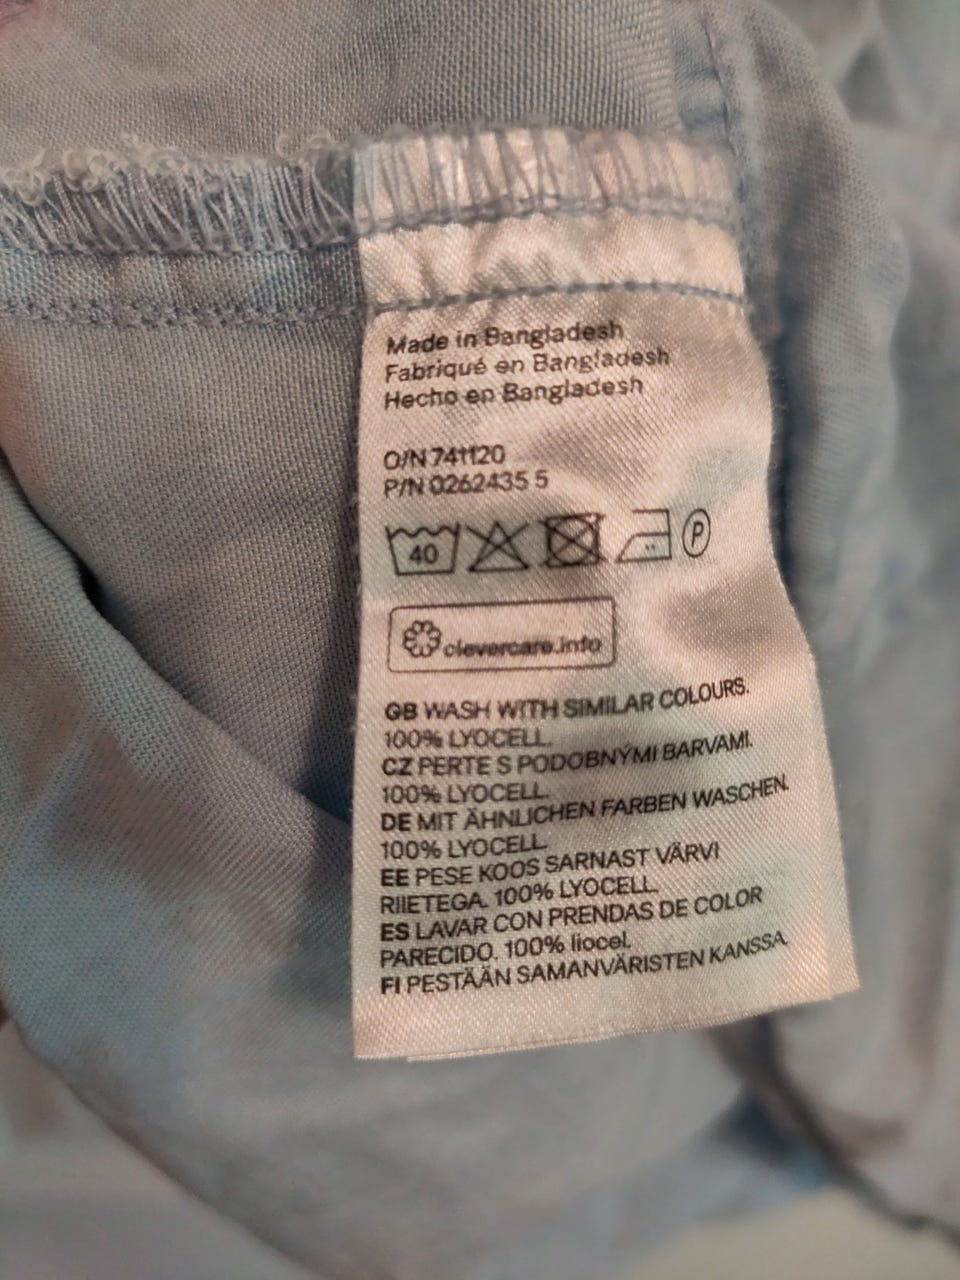 Made in Bangladesh
Fabriqué en Bangladesh
Hecho en Bangladesh
O/N 741120
P/N 0262435 5
40 P
clevercare.info
GB WASH WITH SIMILAR COLOURS.
100% LYOCELL.
CZ PERTE S PODOBNÝMI BARVAMI.
100% LYOCELL.
DE MIT ÄHNLICHEN FARBEN WASCHEN.
100% LYOCELL.
EE PESE KOOS SARNAST VÄRVI
RIIETEGA. 100% LYOCELL.
ES LAVAR CON PRENDAS DE COLOR
PARECIDO. 100% liocel.
FI PESTÄÄN SAMANVÄRISTEN KANSSA.